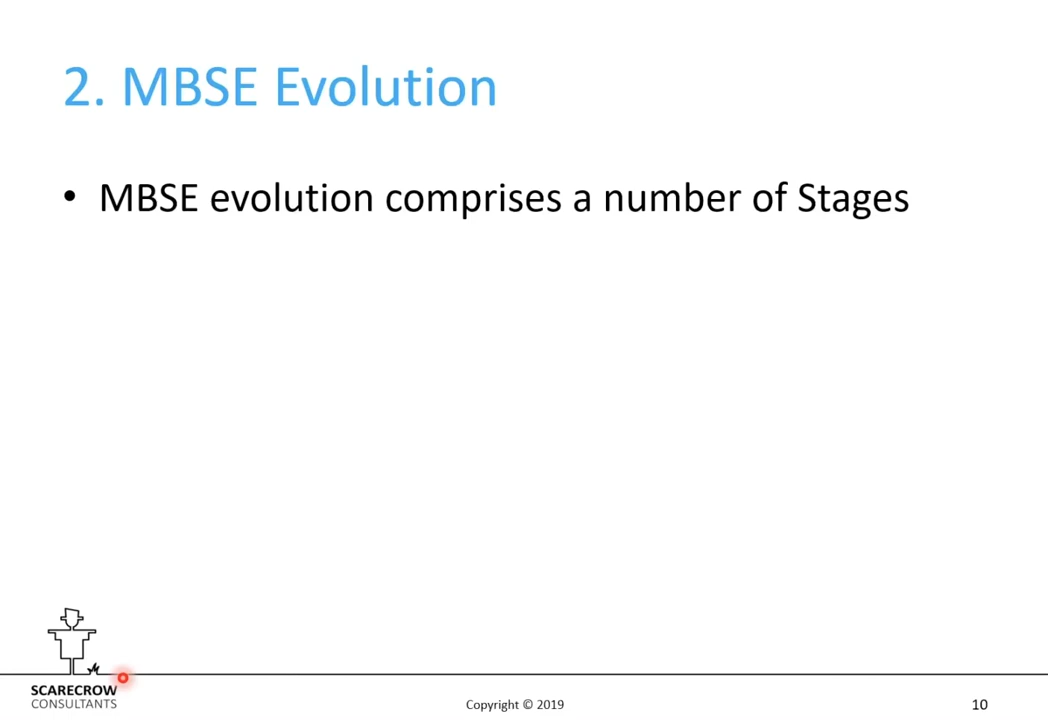 2. MBSE Evolution
• MBSE evolution comprises a number of Stages
SCARECROW
CONSULTANTS
Copyright © 2019
10